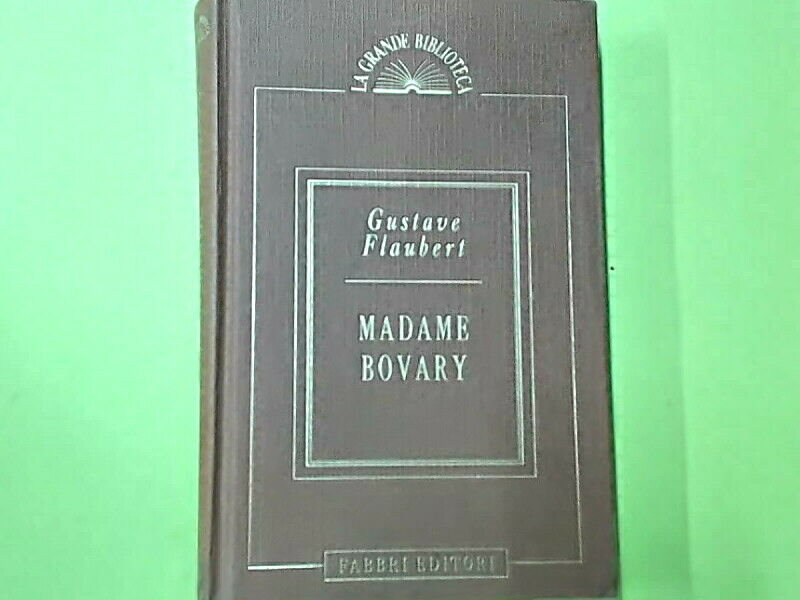 LA GRANDE BIBLIOTECA
Gustave
Flaubert
MADAME
BOVARY
FABBRI EDITORI